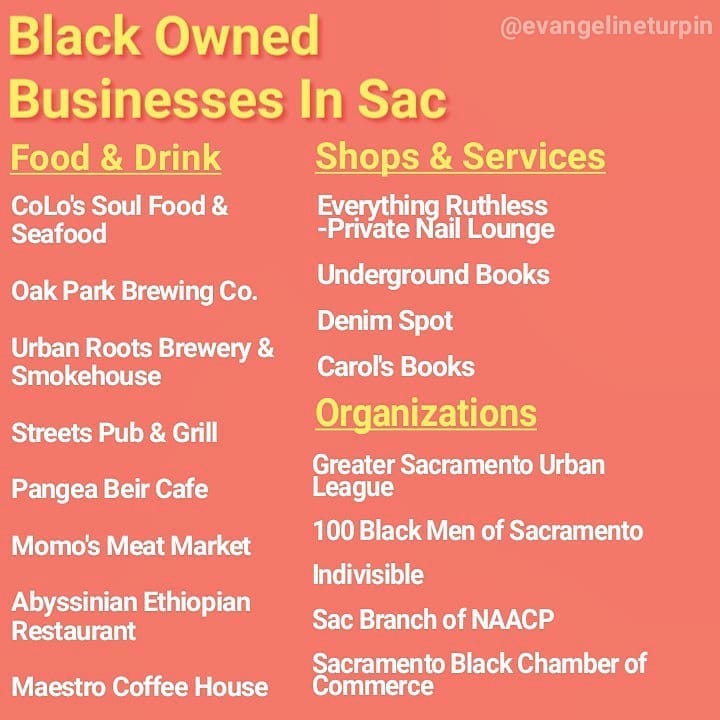 @evangelineturpin
Black Owned
Businesses In Sac
Food & Drink
CoLo's Soul Food &
Seafood
Oak Park Brewing Co.
Urban Roots Brewery &
Smokehouse
Streets Pub & Grill
Pangea Beir Cafe
Momo's Meat Market
Abyssinian Ethiopian
Restaurant
Maestro Coffee House
Shops & Services
Everything Ruthless
-Private Nail Lounge
Underground Books
Denim Spot
Carol's Books
Organizations
Greater Sacramento Urban
League
100 Black Men of Sacramento
Indivisible
Sac Branch of NAACP
Sacramento Black Chamber of
Commerce